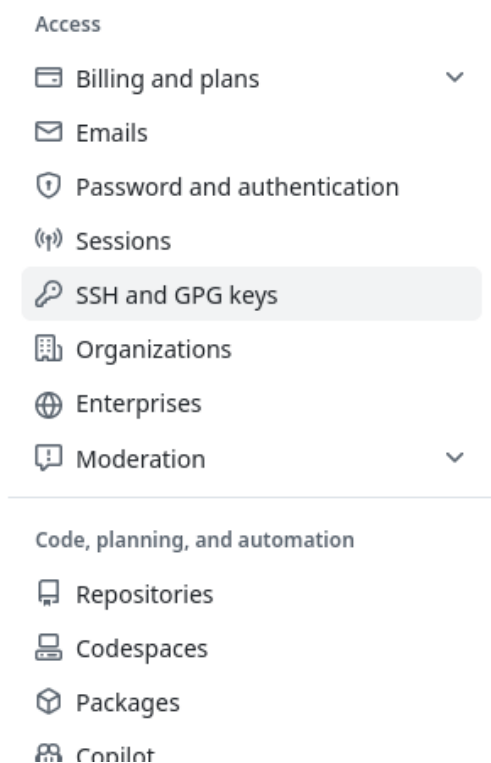 Access
Billing and plans
Emails
Password and authentication
Sessions
SSH and GPG keys
Organizations
Enterprises
Moderation
Code, planning, and automation
Repositories
Codespaces
Packages
Copilot